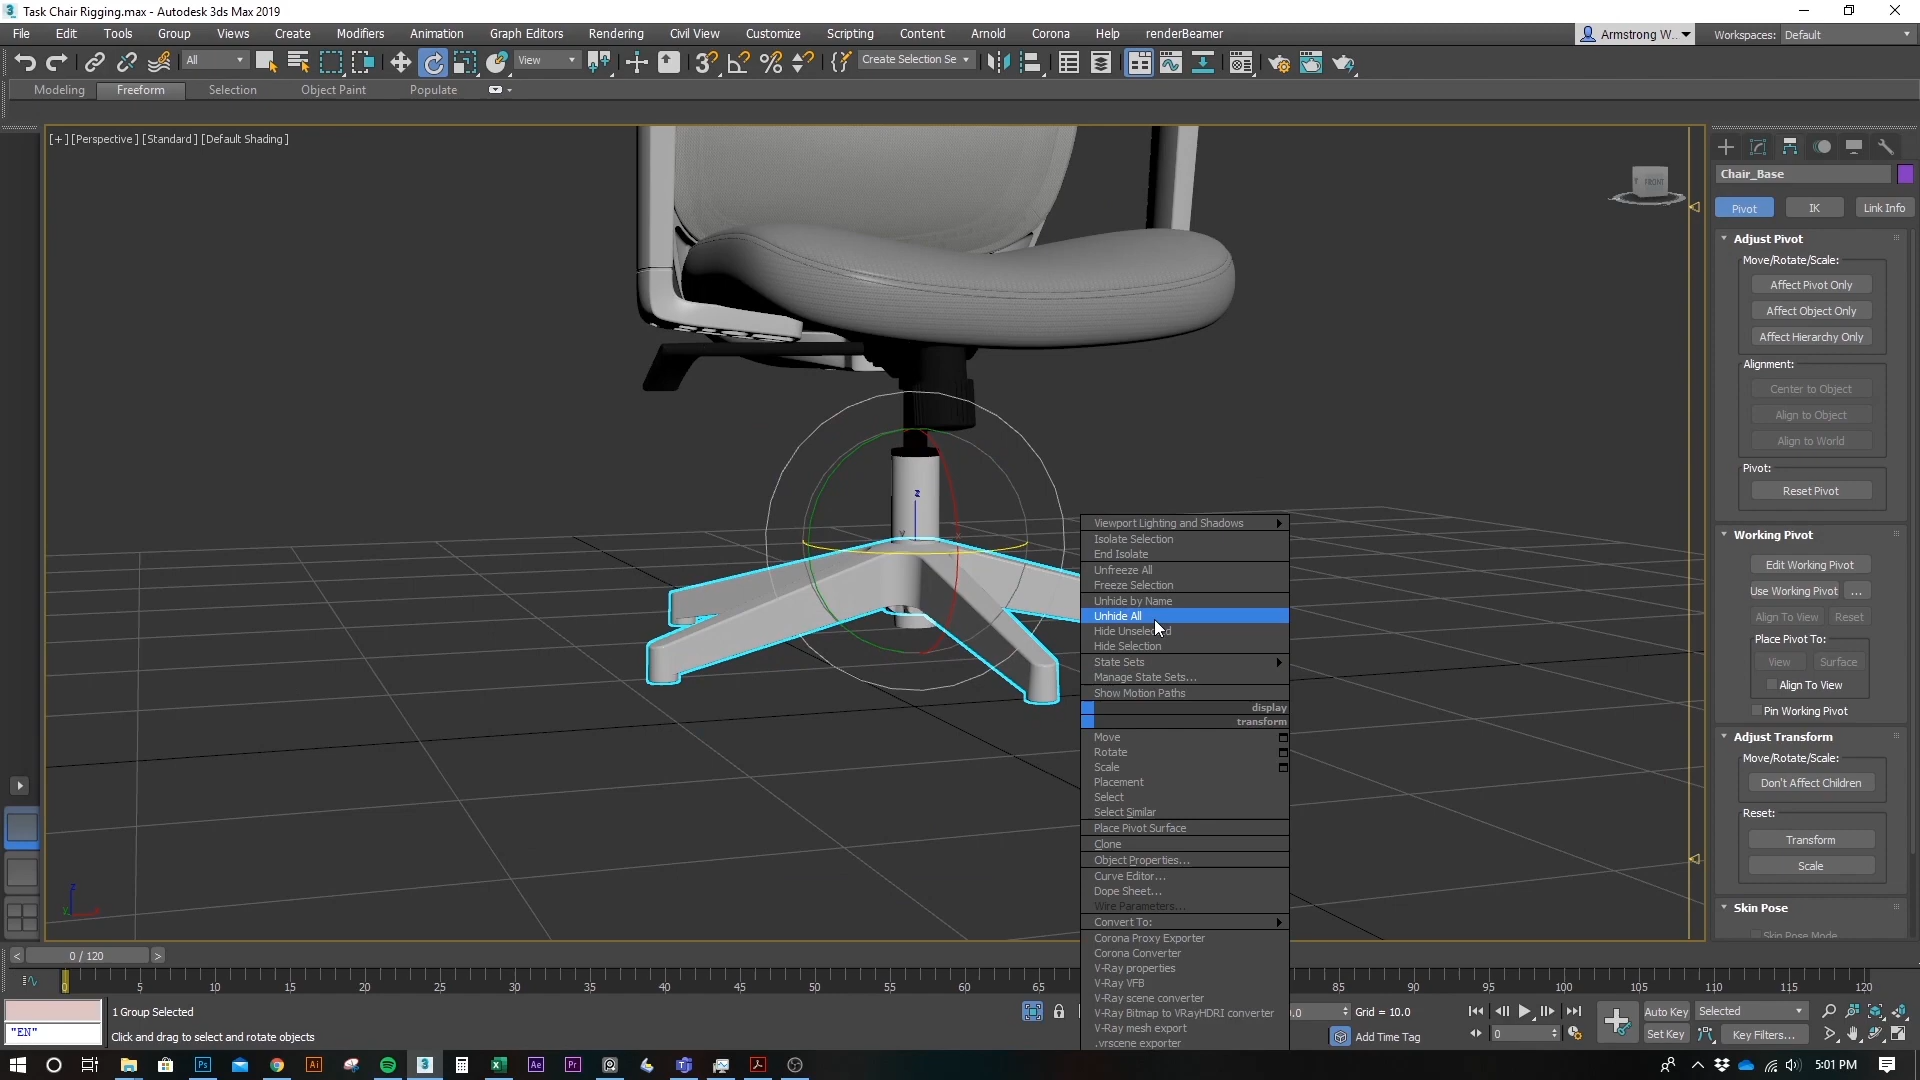 Task Chair Rigging.max - Autodesk 3ds Max 2019
File Edit Tools Group Views Create Modifiers Animation Graph Editors Rendering Civil View Customize Scripting Content Arnold Corona Help renderBeamer
Armstrong W... Workspaces: Default
All View Create Selection Se
Modeling Freeform Selection Object Paint Populate
[+] [Perspective] [Standard] [Default Shading]
FRONT
Chair_Base
Pivot IK Link Info
Adjust Pivot
Move/Rotate/Scale:
Affect Pivot Only
Affect Object Only
Affect Hierarchy Only
Alignment:
Center to Object
Align to Object
Align to World
Pivot:
Reset Pivot
Working Pivot
Edit Working Pivot
Use Working Pivot ...
Align To View Reset
Place Pivot To:
View Surface
Align To View
Pin Working Pivot
Adjust Transform
Move/Rotate/Scale:
Don't Affect Children
Reset:
Transform
Scale
Skin Pose
Skin Pose Mode
z
Viewport Lighting and Shadows
Isolate Selection
End Isolate
Unfreeze All
Freeze Selection
Unhide by Name
Unhide All
Hide Unselected
Hide Selection
State Sets
Manage State Sets...
Show Motion Paths
display
transform
Move
Rotate
Scale
Placement
Select
Select Similar
Place Pivot Surface
Clone
Object Properties...
Curve Editor...
Dope Sheet...
Wire Parameters...
Convert To:
Corona Proxy Exporter
Corona Converter
V-Ray properties
V-Ray VFB
V-Ray scene converter
V-Ray Bitmap to VRayHDRI converter
V-Ray mesh export
.vrscene exporter
< 0 / 120 >
0 5 10 15 20 25 30 35 40 45 50 55 60 65 85 90 95 100 105 110 115 120
1 Group Selected
"EN"
Click and drag to select and rotate objects
.0 Grid = 10.0
Add Time Tag
0
Auto Key Selected
Set Key Key Filters...
5:01 PM